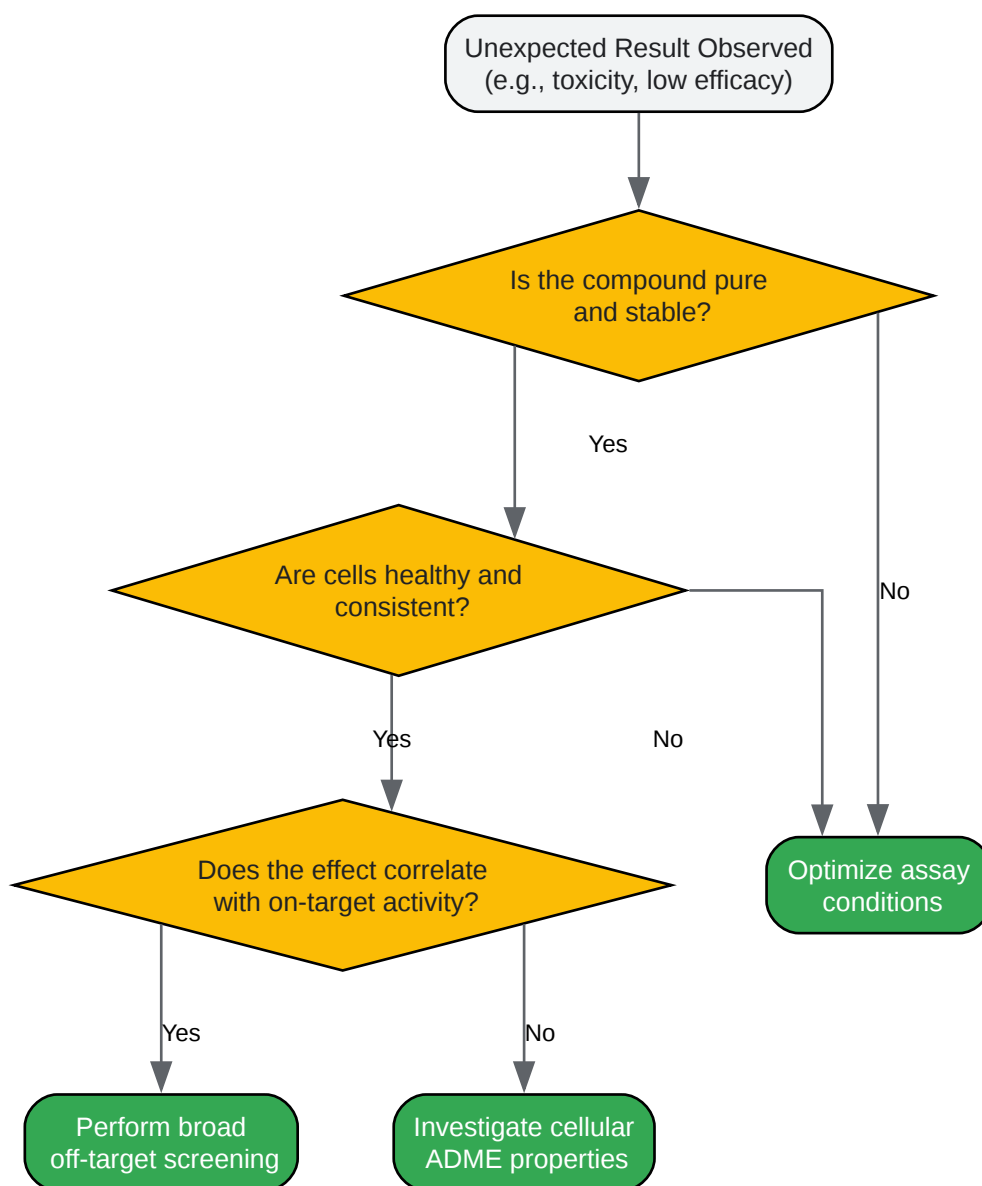 Unexpected Result Observed
(e.g., toxicity, low efficacy)
Is the compound pure
and stable?
Yes
Are cells healthy and
consistent?
No
Yes
No
Does the effect correlate
with on-target activity?
Optimize assay
conditions
Yes
No
Perform broad
off-target screening
Investigate cellular
ADME properties